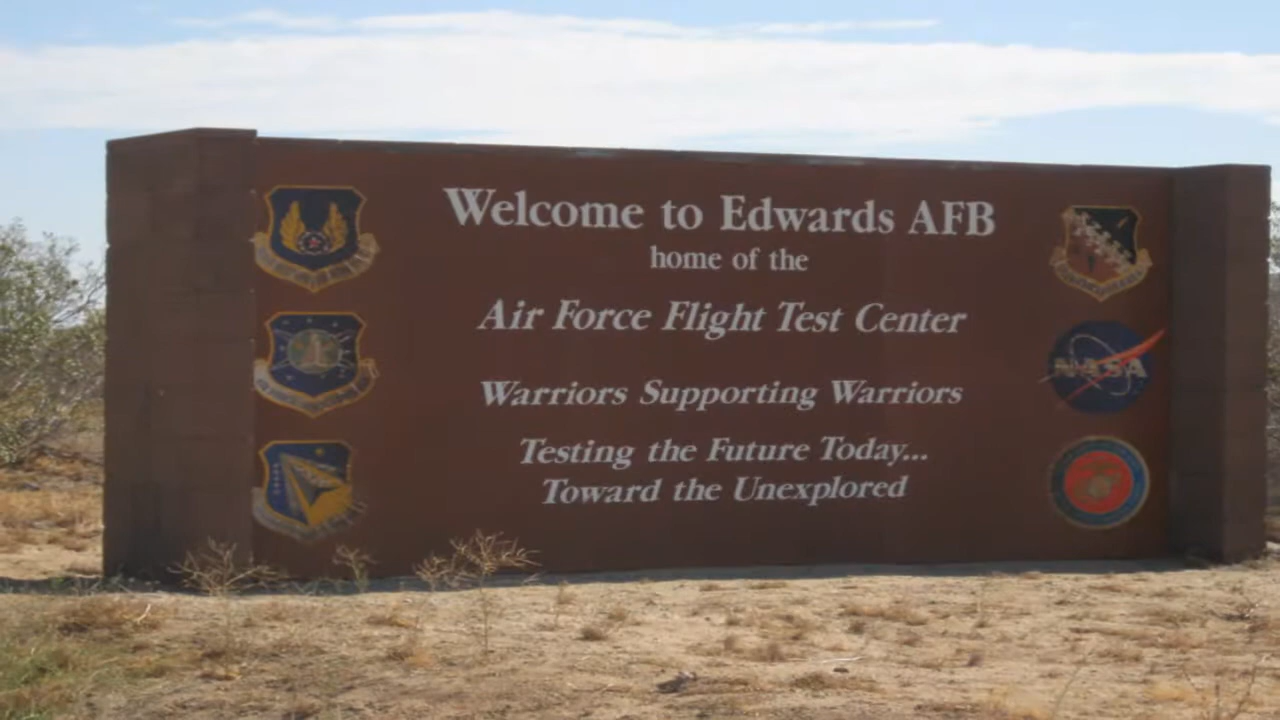 Welcome to Edwards AFB
home of the
Air Force Flight Test Center
Warriors Supporting Warriors
Testing the Future Today...
Toward the Unexplored
NASA